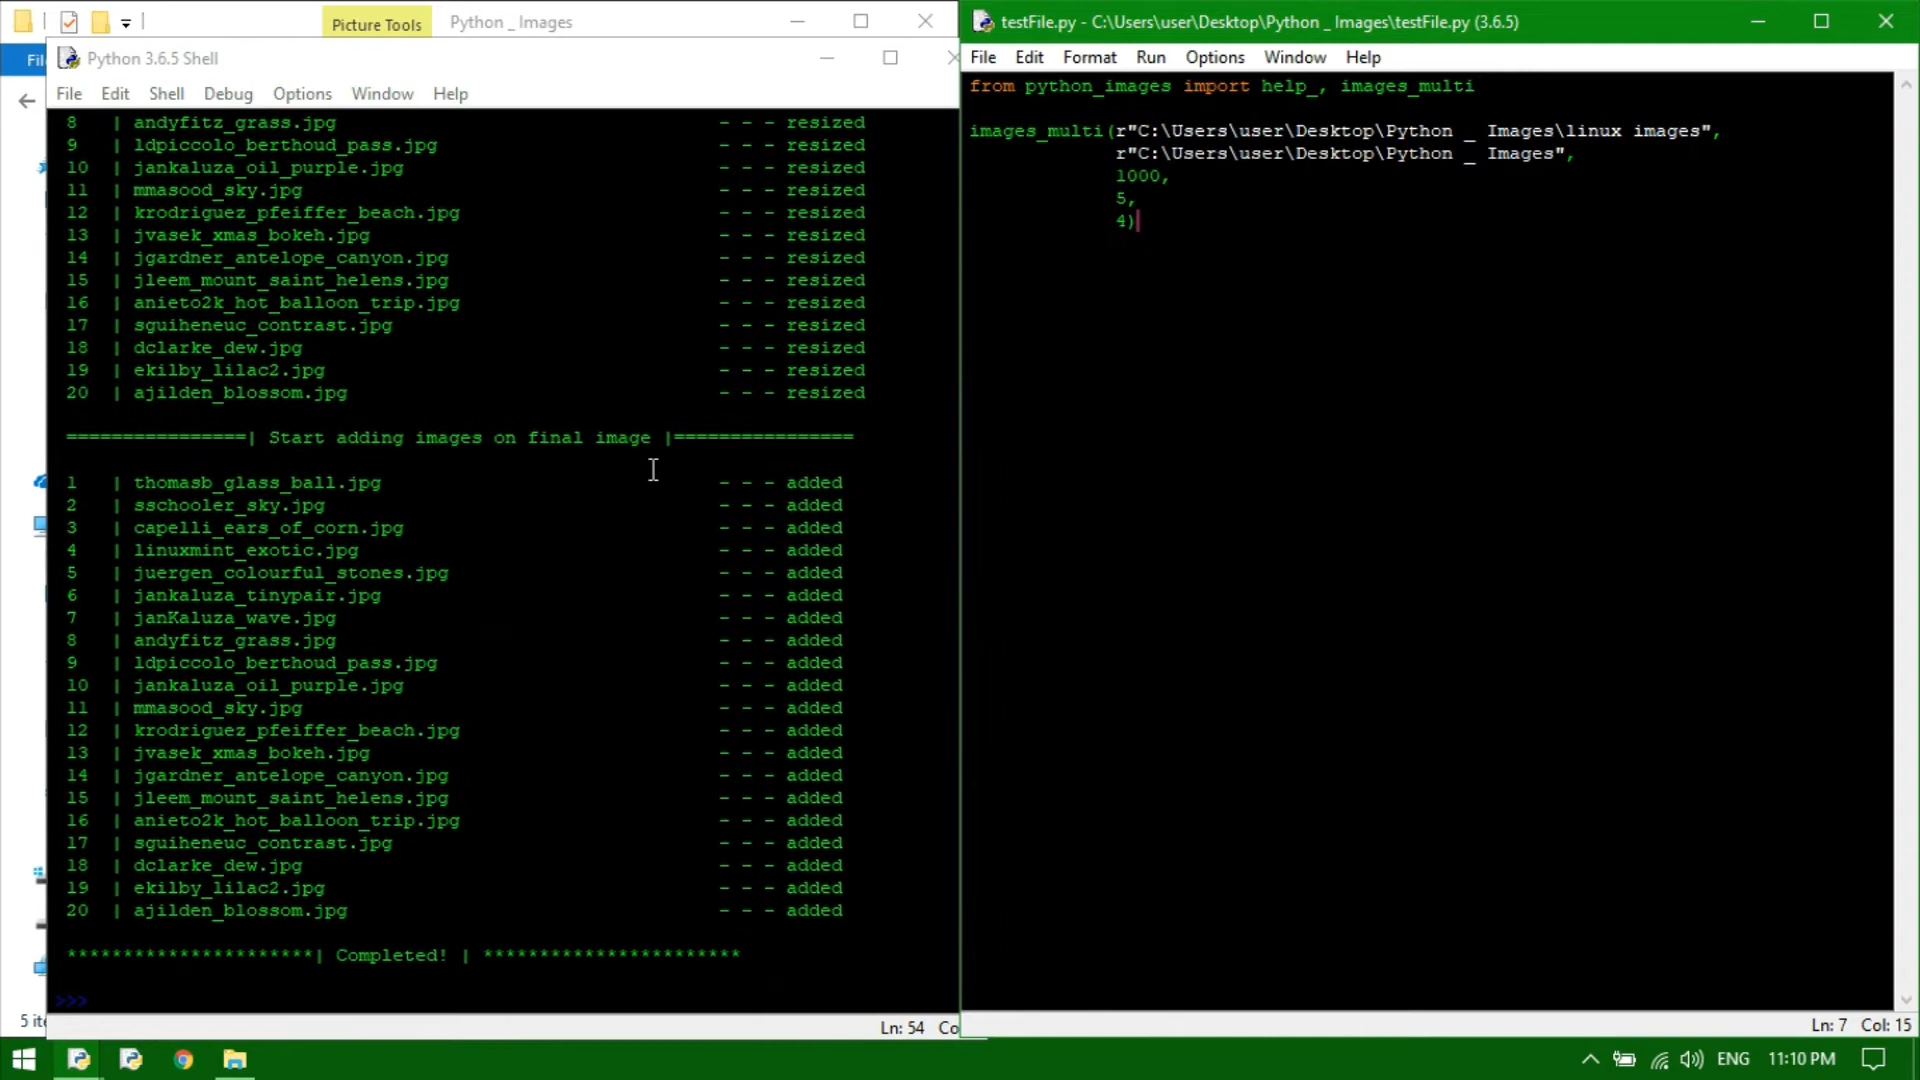 Picture Tools
Python _ Images
Python 3.6.5 Shell
File Edit Shell Debug Options Window Help
8 | andyfitz_grass.jpg - - - resized
9 | ldpiccolo_berthoud_pass.jpg - - - resized
10 | jankaluza_oil_purple.jpg - - - resized
11 | mmasood_sky.jpg - - - resized
12 | krodriguez_pfeiffer_beach.jpg - - - resized
13 | jvasek_xmas_bokeh.jpg - - - resized
14 | jgardner_antelope_canyon.jpg - - - resized
15 | jleem_mount_saint_helens.jpg - - - resized
16 | anieto2k_hot_balloon_trip.jpg - - - resized
17 | sguiheneuc_contrast.jpg - - - resized
18 | dclarke_dew.jpg - - - resized
19 | ekilby_lilac2.jpg - - - resized
20 | ajilden_blossom.jpg - - - resized
================| Start adding images on final image |================
1 | thomasb_glass_ball.jpg - - - added
2 | sschooler_sky.jpg - - - added
3 | capelli_ears_of_corn.jpg - - - added
4 | linuxmint_exotic.jpg - - - added
5 | juergen_colourful_stones.jpg - - - added
6 | jankaluza_tinypair.jpg - - - added
7 | janKaluza_wave.jpg - - - added
8 | andyfitz_grass.jpg - - - added
9 | ldpiccolo_berthoud_pass.jpg - - - added
10 | jankaluza_oil_purple.jpg - - - added
11 | mmasood_sky.jpg - - - added
12 | krodriguez_pfeiffer_beach.jpg - - - added
13 | jvasek_xmas_bokeh.jpg - - - added
14 | jgardner_antelope_canyon.jpg - - - added
15 | jleem_mount_saint_helens.jpg - - - added
16 | anieto2k_hot_balloon_trip.jpg - - - added
17 | sguiheneuc_contrast.jpg - - - added
18 | dclarke_dew.jpg - - - added
19 | ekilby_lilac2.jpg - - - added
20 | ajilden_blossom.jpg - - - added
**********************| Completed! | ***********************
>>>
5 ite
Ln: 54 Co
testFile.py - C:\Users\user\Desktop\Python _ Images\testFile.py (3.6.5)
File Edit Format Run Options Window Help
from python_images import help_, images_multi
images_multi(r"C:\Users\user\Desktop\Python _ Images\linux images",
r"C:\Users\user\Desktop\Python _ Images",
1000,
5,
4)
Ln: 7 Col: 15
ENG 11:10 PM